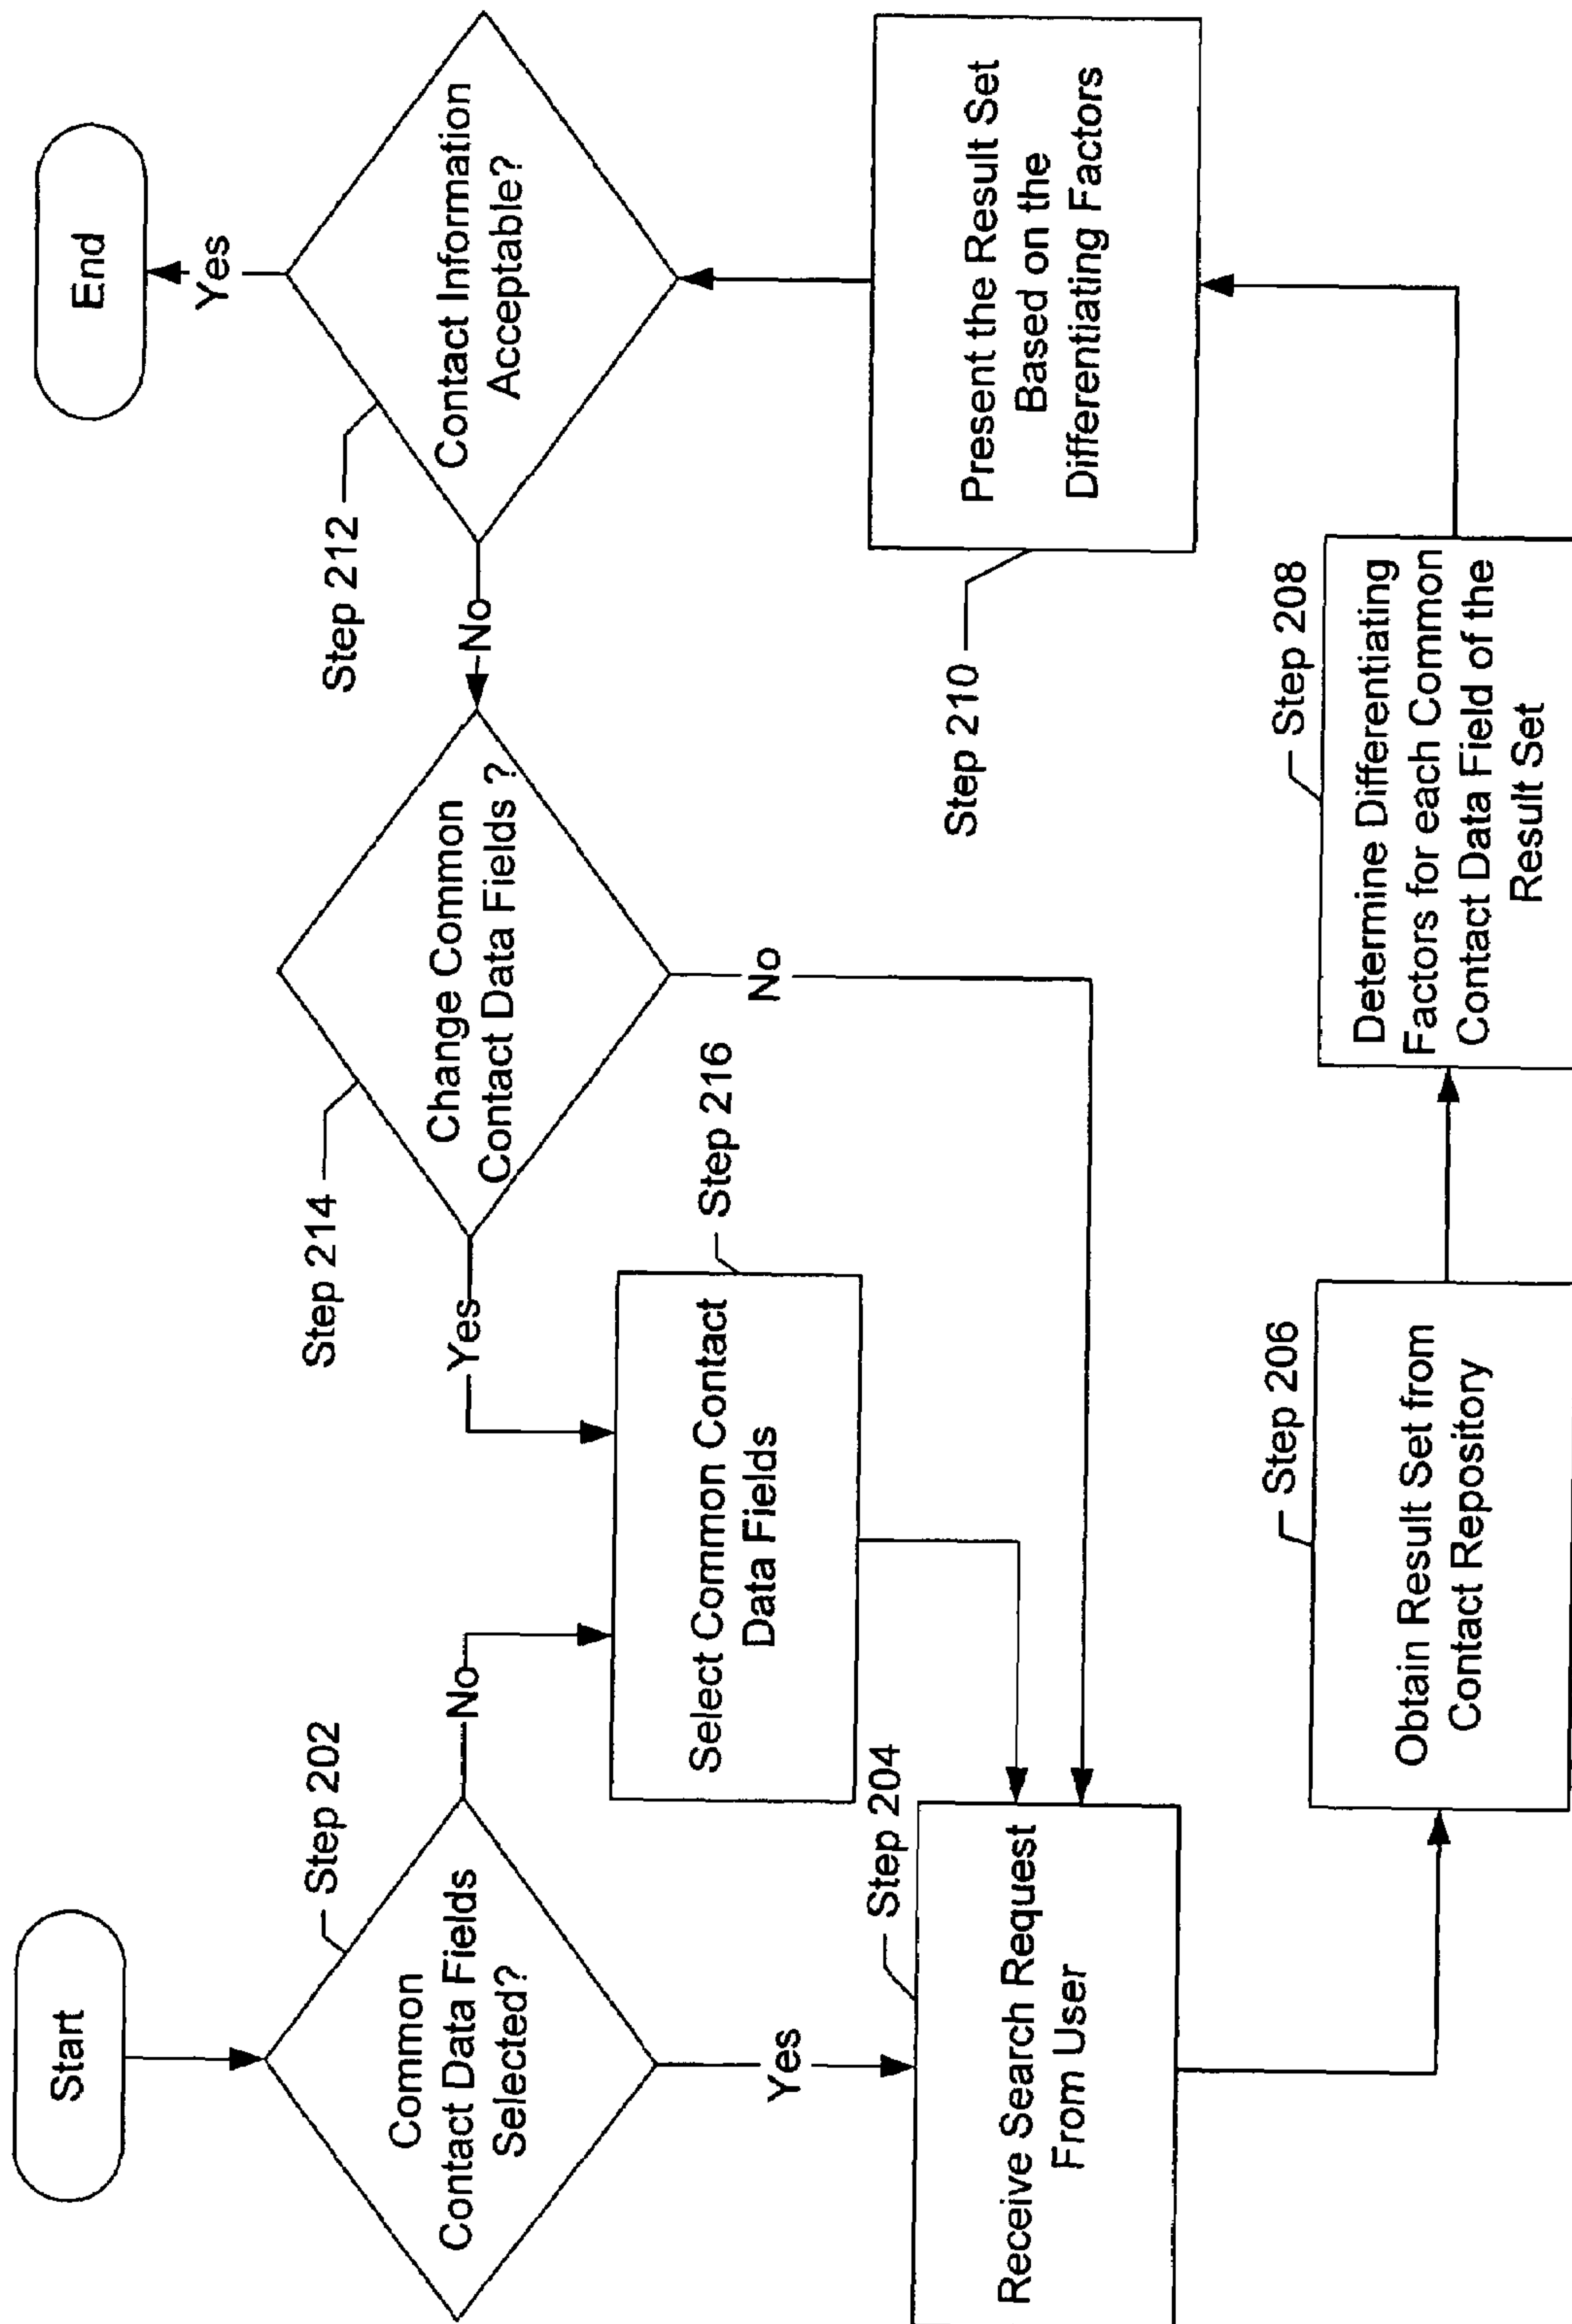 Start
Common
Contact Data Fields
Selected?
Step 202
No
Yes
Receive Search Request
From User
Step 204
Select Common Contact
Data Fields
Step 216
Change Common
Contact Data Fields ?
Step 214
Yes
No
Contact Information
Acceptable?
Step 212
No
Yes
End
Obtain Result Set from
Contact Repository
Step 206
Determine Differentiating
Factors for each Common
Contact Data Field of the
Result Set
Step 208
Present the Result Set
Based on the
Differentiating Factors
Step 210